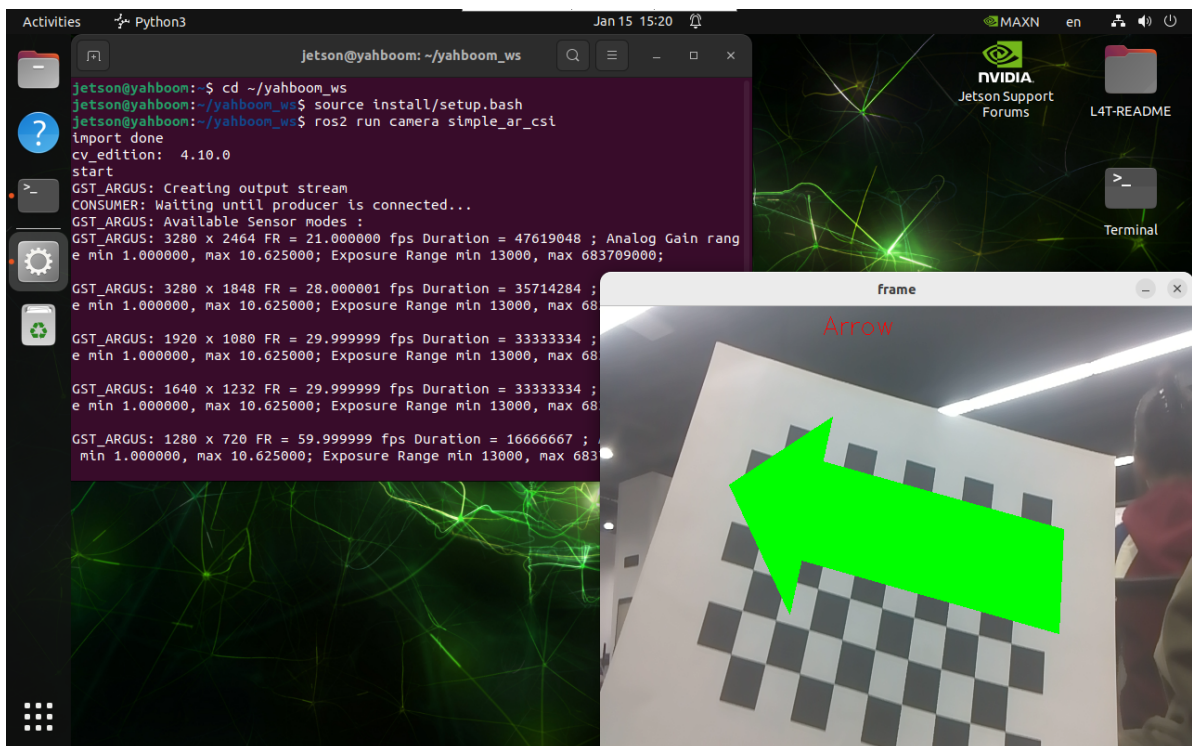 Activities Python3 Jan 15 15:20 MAXN en
jetson@yahboom: ~/yahboom_ws
jetson@yahboom:~$ cd ~/yahboom_ws
jetson@yahboom:~/yahboom_ws$ source install/setup.bash
jetson@yahboom:~/yahboom_ws$ ros2 run camera simple_ar_csi
import done
cv_edition:  4.10.0
start
GST_ARGUS: Creating output stream
CONSUMER: Waiting until producer is connected...
GST_ARGUS: Available Sensor modes :
GST_ARGUS: 3280 x 2464 FR = 21.000000 fps Duration = 47619048 ; Analog Gain rang
e min 1.000000, max 10.625000; Exposure Range min 13000, max 683709000;
GST_ARGUS: 3280 x 1848 FR = 28.000001 fps Duration = 35714284 ;
e min 1.000000, max 10.625000; Exposure Range min 13000, max 68
GST_ARGUS: 1920 x 1080 FR = 29.999999 fps Duration = 33333334 ;
e min 1.000000, max 10.625000; Exposure Range min 13000, max 68
GST_ARGUS: 1640 x 1232 FR = 29.999999 fps Duration = 33333334 ;
e min 1.000000, max 10.625000; Exposure Range min 13000, max 68
GST_ARGUS: 1280 x 720 FR = 59.999999 fps Duration = 16666667 ;
min 1.000000, max 10.625000; Exposure Range min 13000, max 683
NVIDIA.
Jetson Support
Forums
L4T-README
>_
Terminal
frame
Arrow